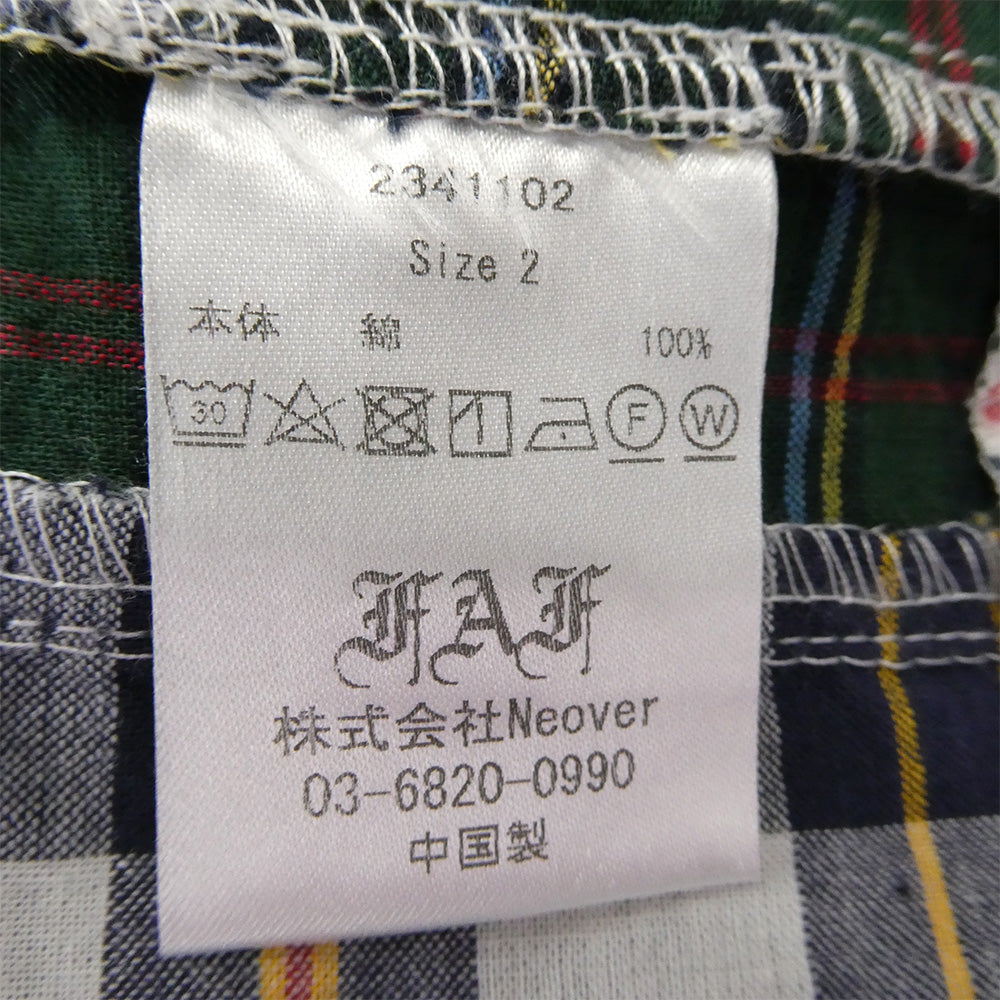 2341102
Size 2
本体 綿 100%
30 F W
FAF
株式会社Neover
03-6820-0990
中国製